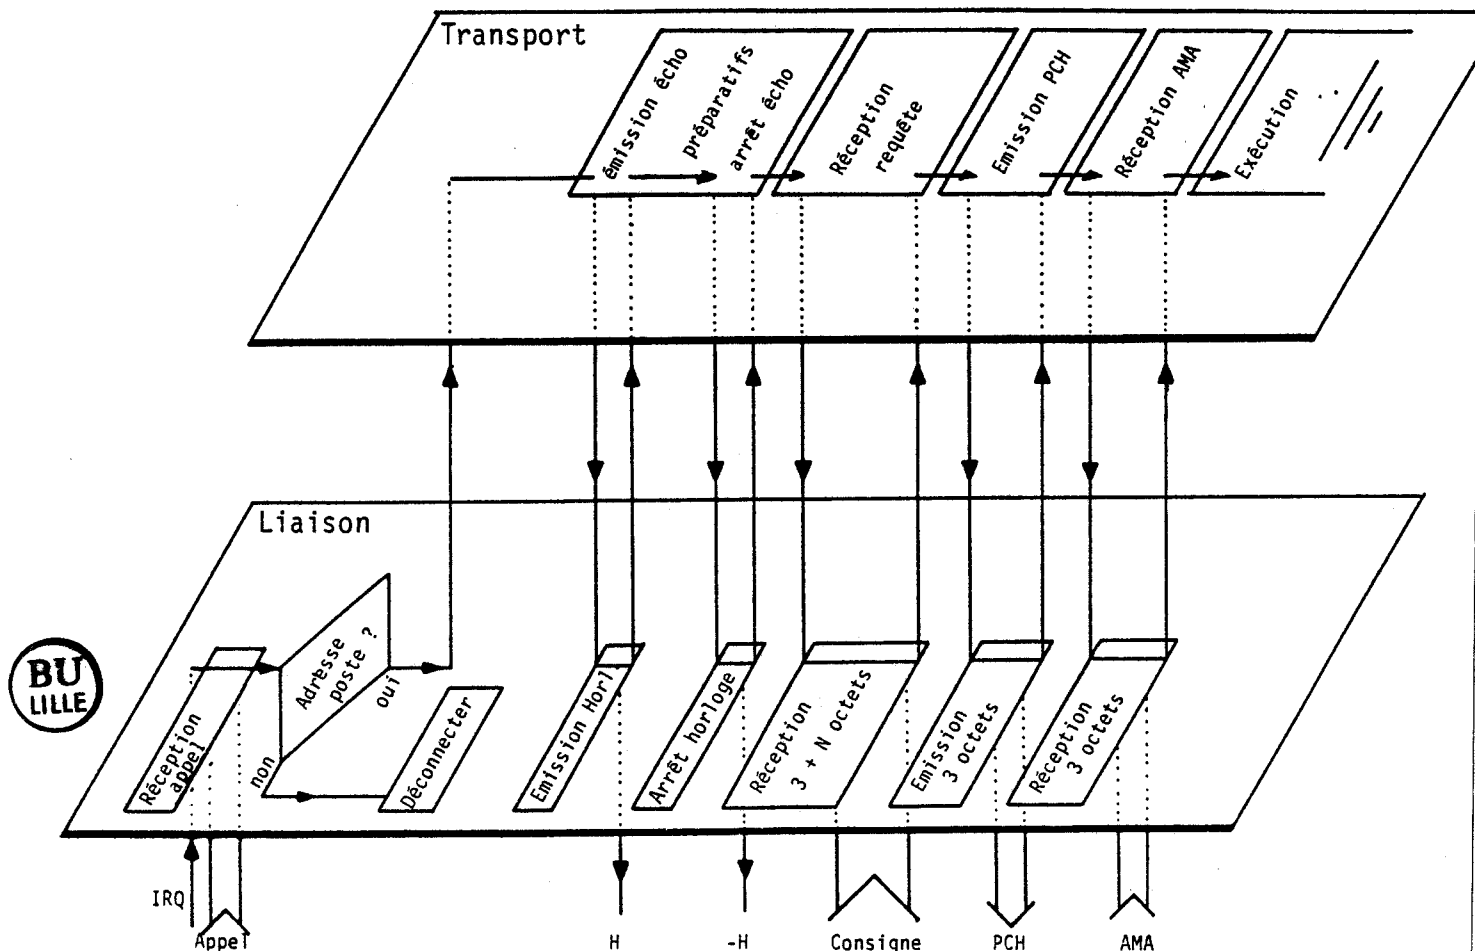 Transport
émission écho
préparatifs
arrêt écho
Réception
requête
Emission PCH
Réception AMA
Exécution
Liaison
BU
LILLE
Réception
appel
Adresse
poste ?
oui
non
Déconnecter
Emission Horl
Arrêt horloge
Réception
3 + N octets
Emission
3 octets
Réception
3 octets
IRQ
Appel
H
-H
Consigne
PCH
AMA